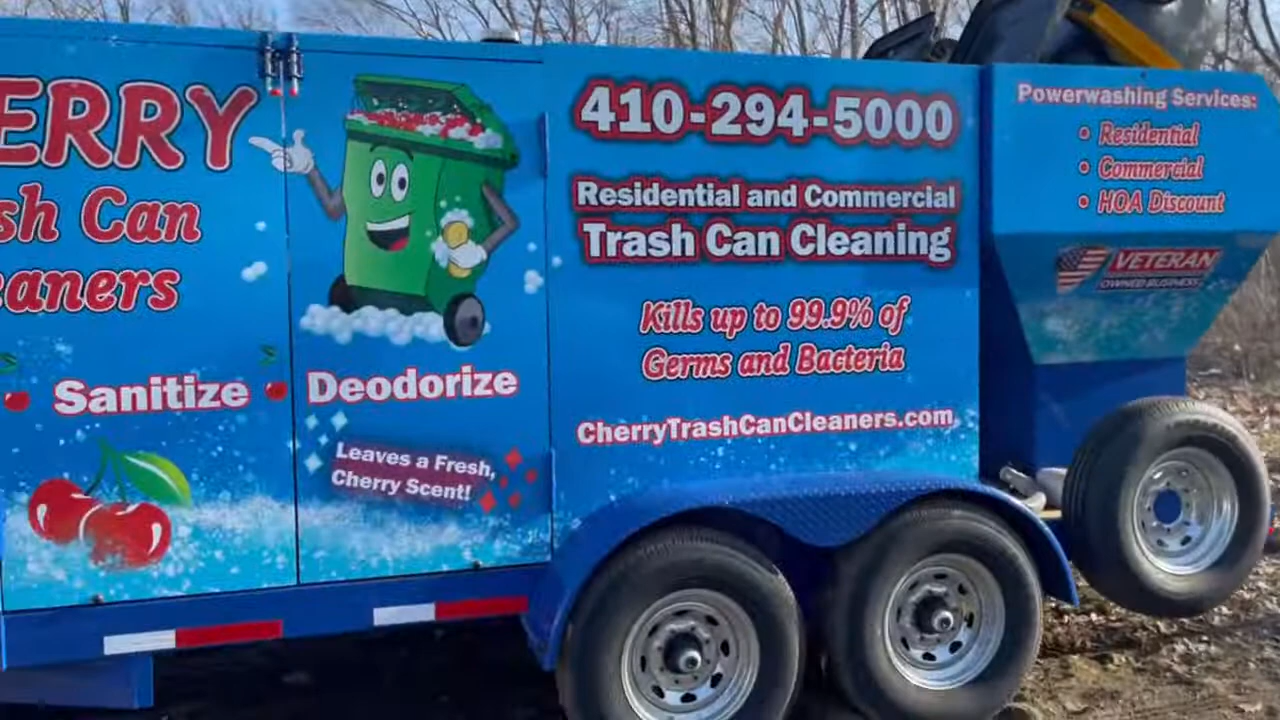 ERRY
sh Can
eaners
Sanitize
Deodorize
Leaves a Fresh,
Cherry Scent!
410-294-5000
Residential and Commercial
Trash Can Cleaning
Kills up to 99.9% of
Germs and Bacteria
CherryTrashCanCleaners.com
Powerwashing Services:
• Residential
• Commercial
• HOA Discount
VETERAN
OWNED BUSINESS